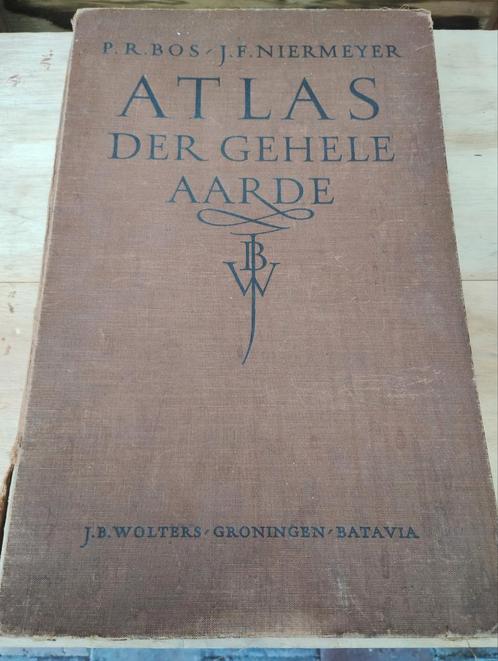 P.R.BOS-J.F.NIERMEYER
ATLAS
DER GEHELE
AARDE
JBW
J.B.WOLTERS-GRONINGEN-BATAVIA